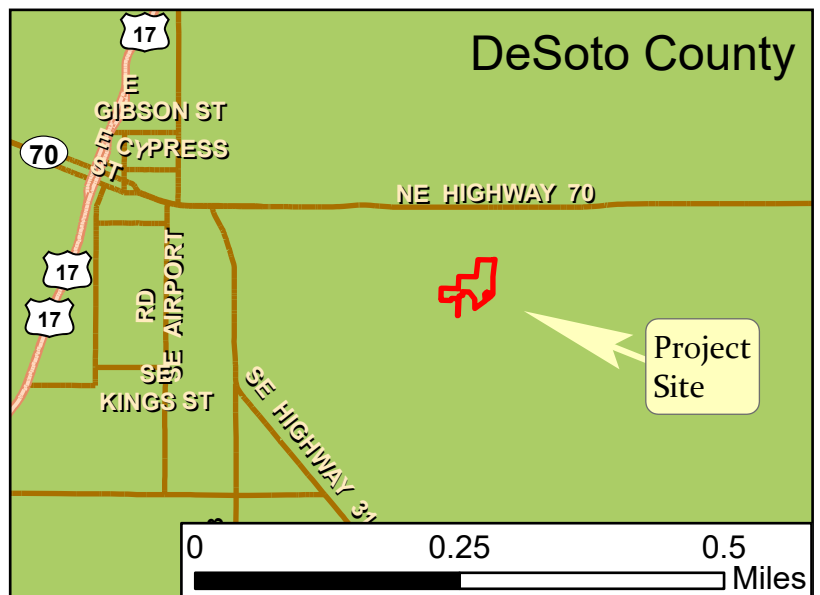 17
DeSoto County
E
GIBSON ST
E CYPRESS
ST
70
NE HIGHWAY 70
17
17
SE AIRPORT
RD
SE
KINGS ST
SE HIGHWAY 31
Project
Site
0 0.25 0.5
Miles